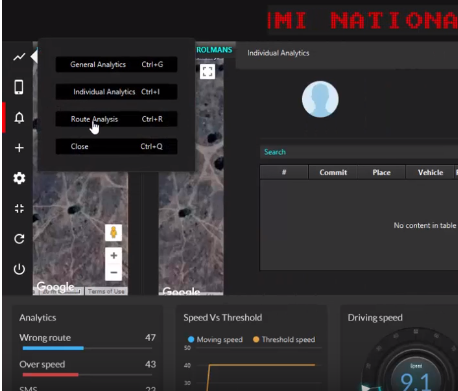 IMI NATIONA
ROLMANS
Individual Analytics
General Analytics Ctrl+G
Individual Analytics Ctrl+I
Route Analysis Ctrl+R
Close Ctrl+Q
Search
# Commit Place Vehicle
No content in table
Google
Terms of Use
Google
Analytics
Wrong route 47
Over speed 43
SMS 22
Speed Vs Threshold
Moving speed Threshold speed
50
40
30
Driving speed
Speed
9.1